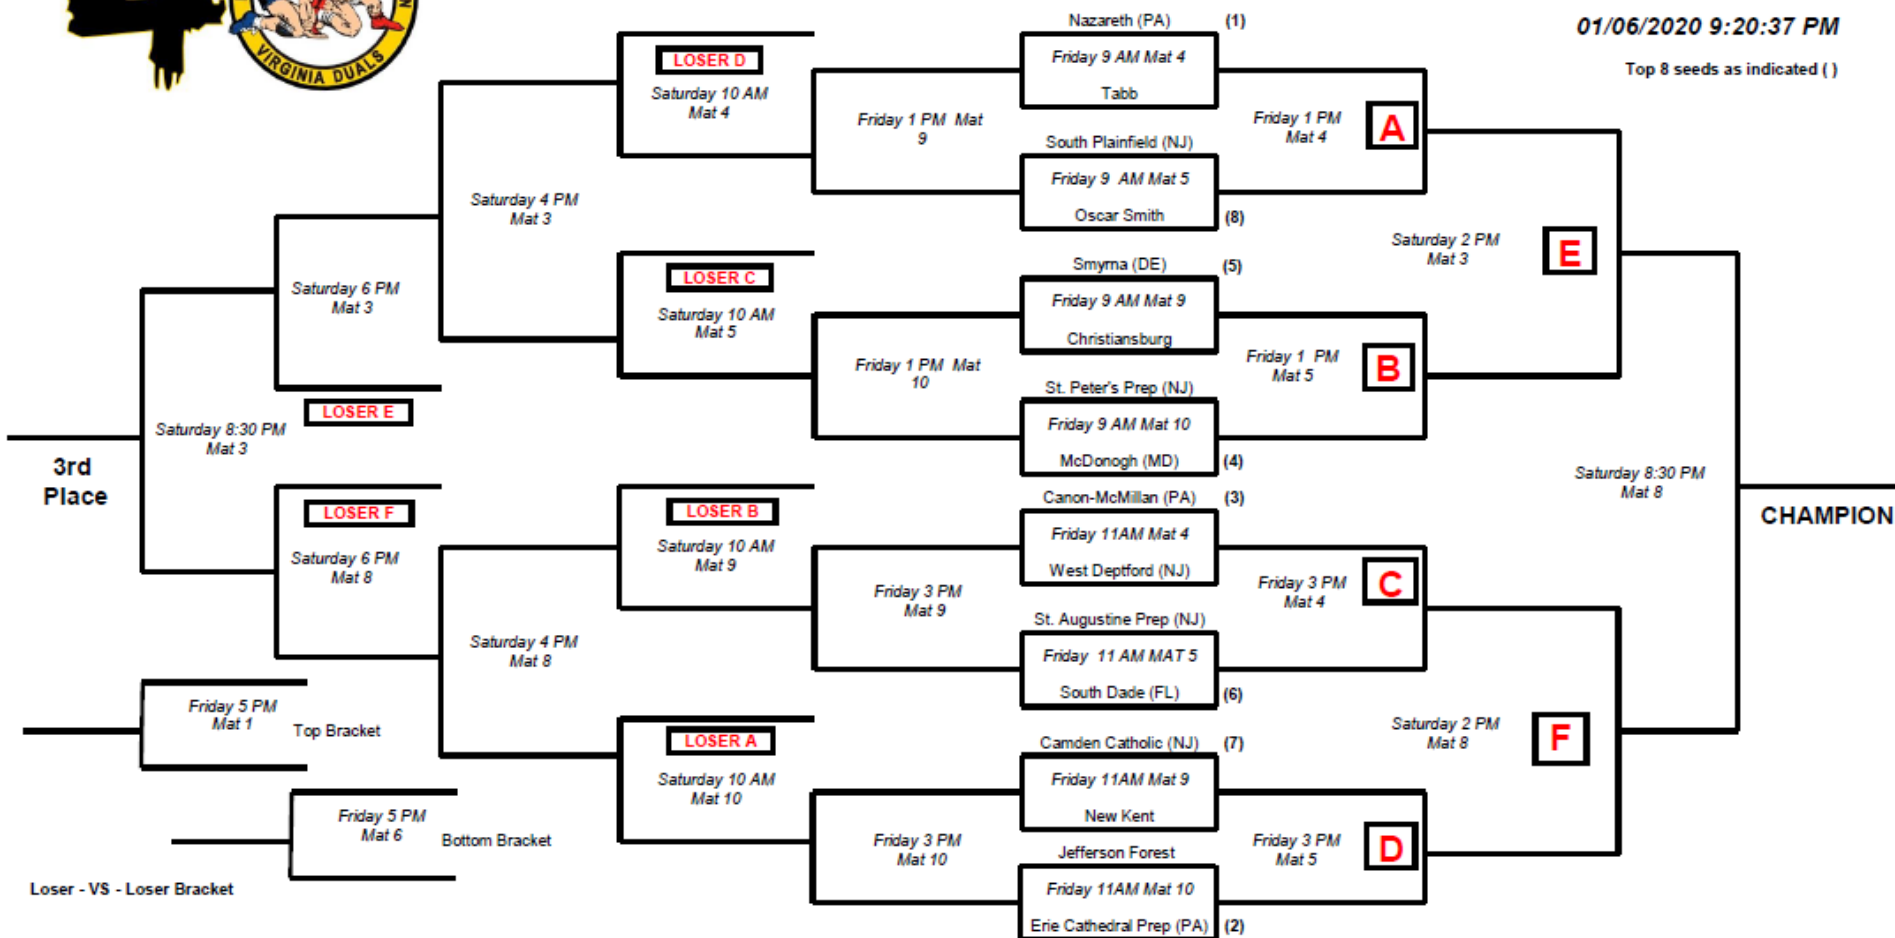 VIRGINIA DUALS
01/06/2020 9:20:37 PM
Top 8 seeds as indicated ( )
Nazareth (PA) (1)
Friday 9 AM Mat 4
Tabb
South Plainfield (NJ)
Friday 9 AM Mat 5
Oscar Smith (8)
Smyrna (DE) (5)
Friday 9 AM Mat 9
Christiansburg
St. Peter's Prep (NJ)
Friday 9 AM Mat 10
McDonogh (MD) (4)
Canon-McMillan (PA) (3)
Friday 11AM Mat 4
West Deptford (NJ)
St. Augustine Prep (NJ)
Friday 11 AM MAT 5
South Dade (FL) (6)
Camden Catholic (NJ) (7)
Friday 11AM Mat 9
New Kent
Jefferson Forest
Friday 11AM Mat 10
Erie Cathedral Prep (PA) (2)
Friday 1 PM
Mat 4
A
Friday 1 PM
Mat 5
B
Friday 3 PM
Mat 4
C
Friday 3 PM
Mat 5
D
Saturday 2 PM
Mat 3
E
Saturday 2 PM
Mat 8
F
Saturday 8:30 PM
Mat 8
CHAMPION
Friday 1 PM Mat
9
Friday 1 PM Mat
10
Friday 3 PM
Mat 9
Friday 3 PM
Mat 10
LOSER D
Saturday 10 AM
Mat 4
LOSER C
Saturday 10 AM
Mat 5
LOSER B
Saturday 10 AM
Mat 9
LOSER A
Saturday 10 AM
Mat 10
Saturday 4 PM
Mat 3
Saturday 4 PM
Mat 8
Saturday 6 PM
Mat 3
LOSER E
LOSER F
Saturday 6 PM
Mat 8
Saturday 8:30 PM
Mat 3
3rd
Place
Friday 5 PM
Mat 1
Top Bracket
Friday 5 PM
Mat 6
Bottom Bracket
Loser - VS - Loser Bracket